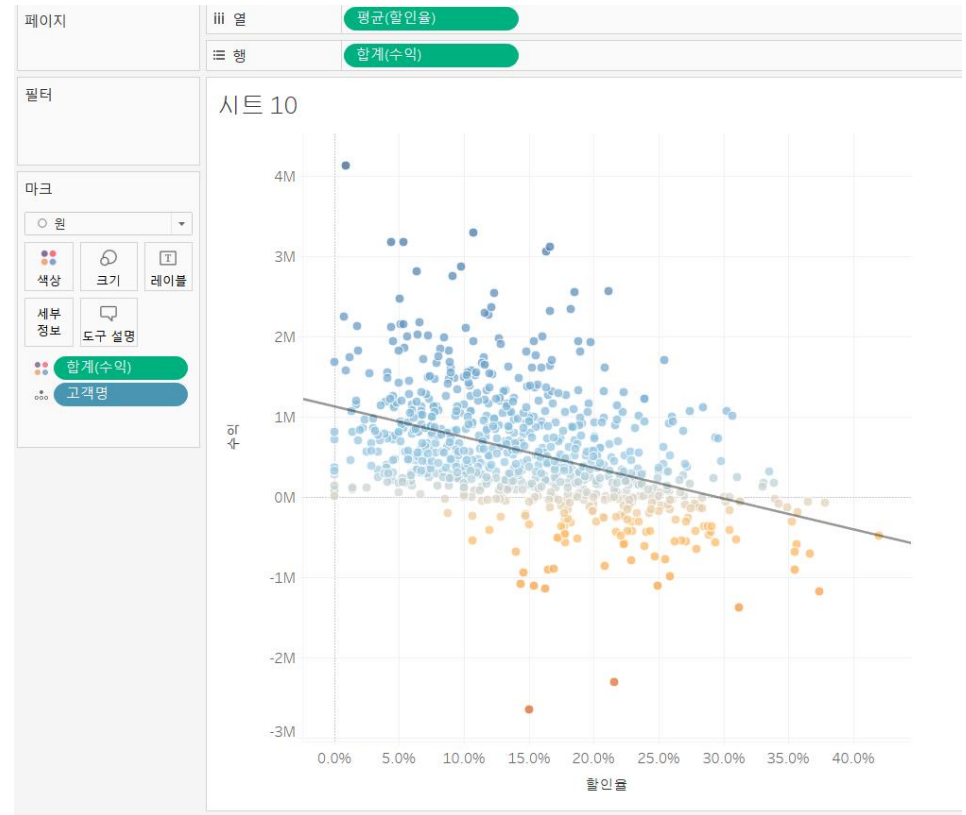 페이지
iii 열
평균(할인율)
행
합계(수익)
필터
마크
원
색상
크기
T
레이블
세부
정보
도구 설명
합계(수익)
고객명
시트 10
4M
3M
2M
1M
0M
-1M
-2M
-3M
수익
0.0%
5.0%
10.0%
15.0%
20.0%
25.0%
30.0%
35.0%
40.0%
할인율